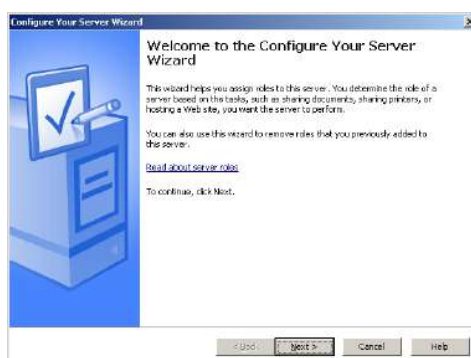 Configure Your Server Wizard
Welcome to the Configure Your Server
Wizard
This wizard helps you assign roles to this server. You determine the role of a
server based on the tasks, such as sharing documents, sharing printers, or
hosting a Web site, you want the server to perform.
You can also use this wizard to remove roles that you previously added to
this server.
Read about server roles
To continue, click Next.
< Back
Next >
Cancel
Help